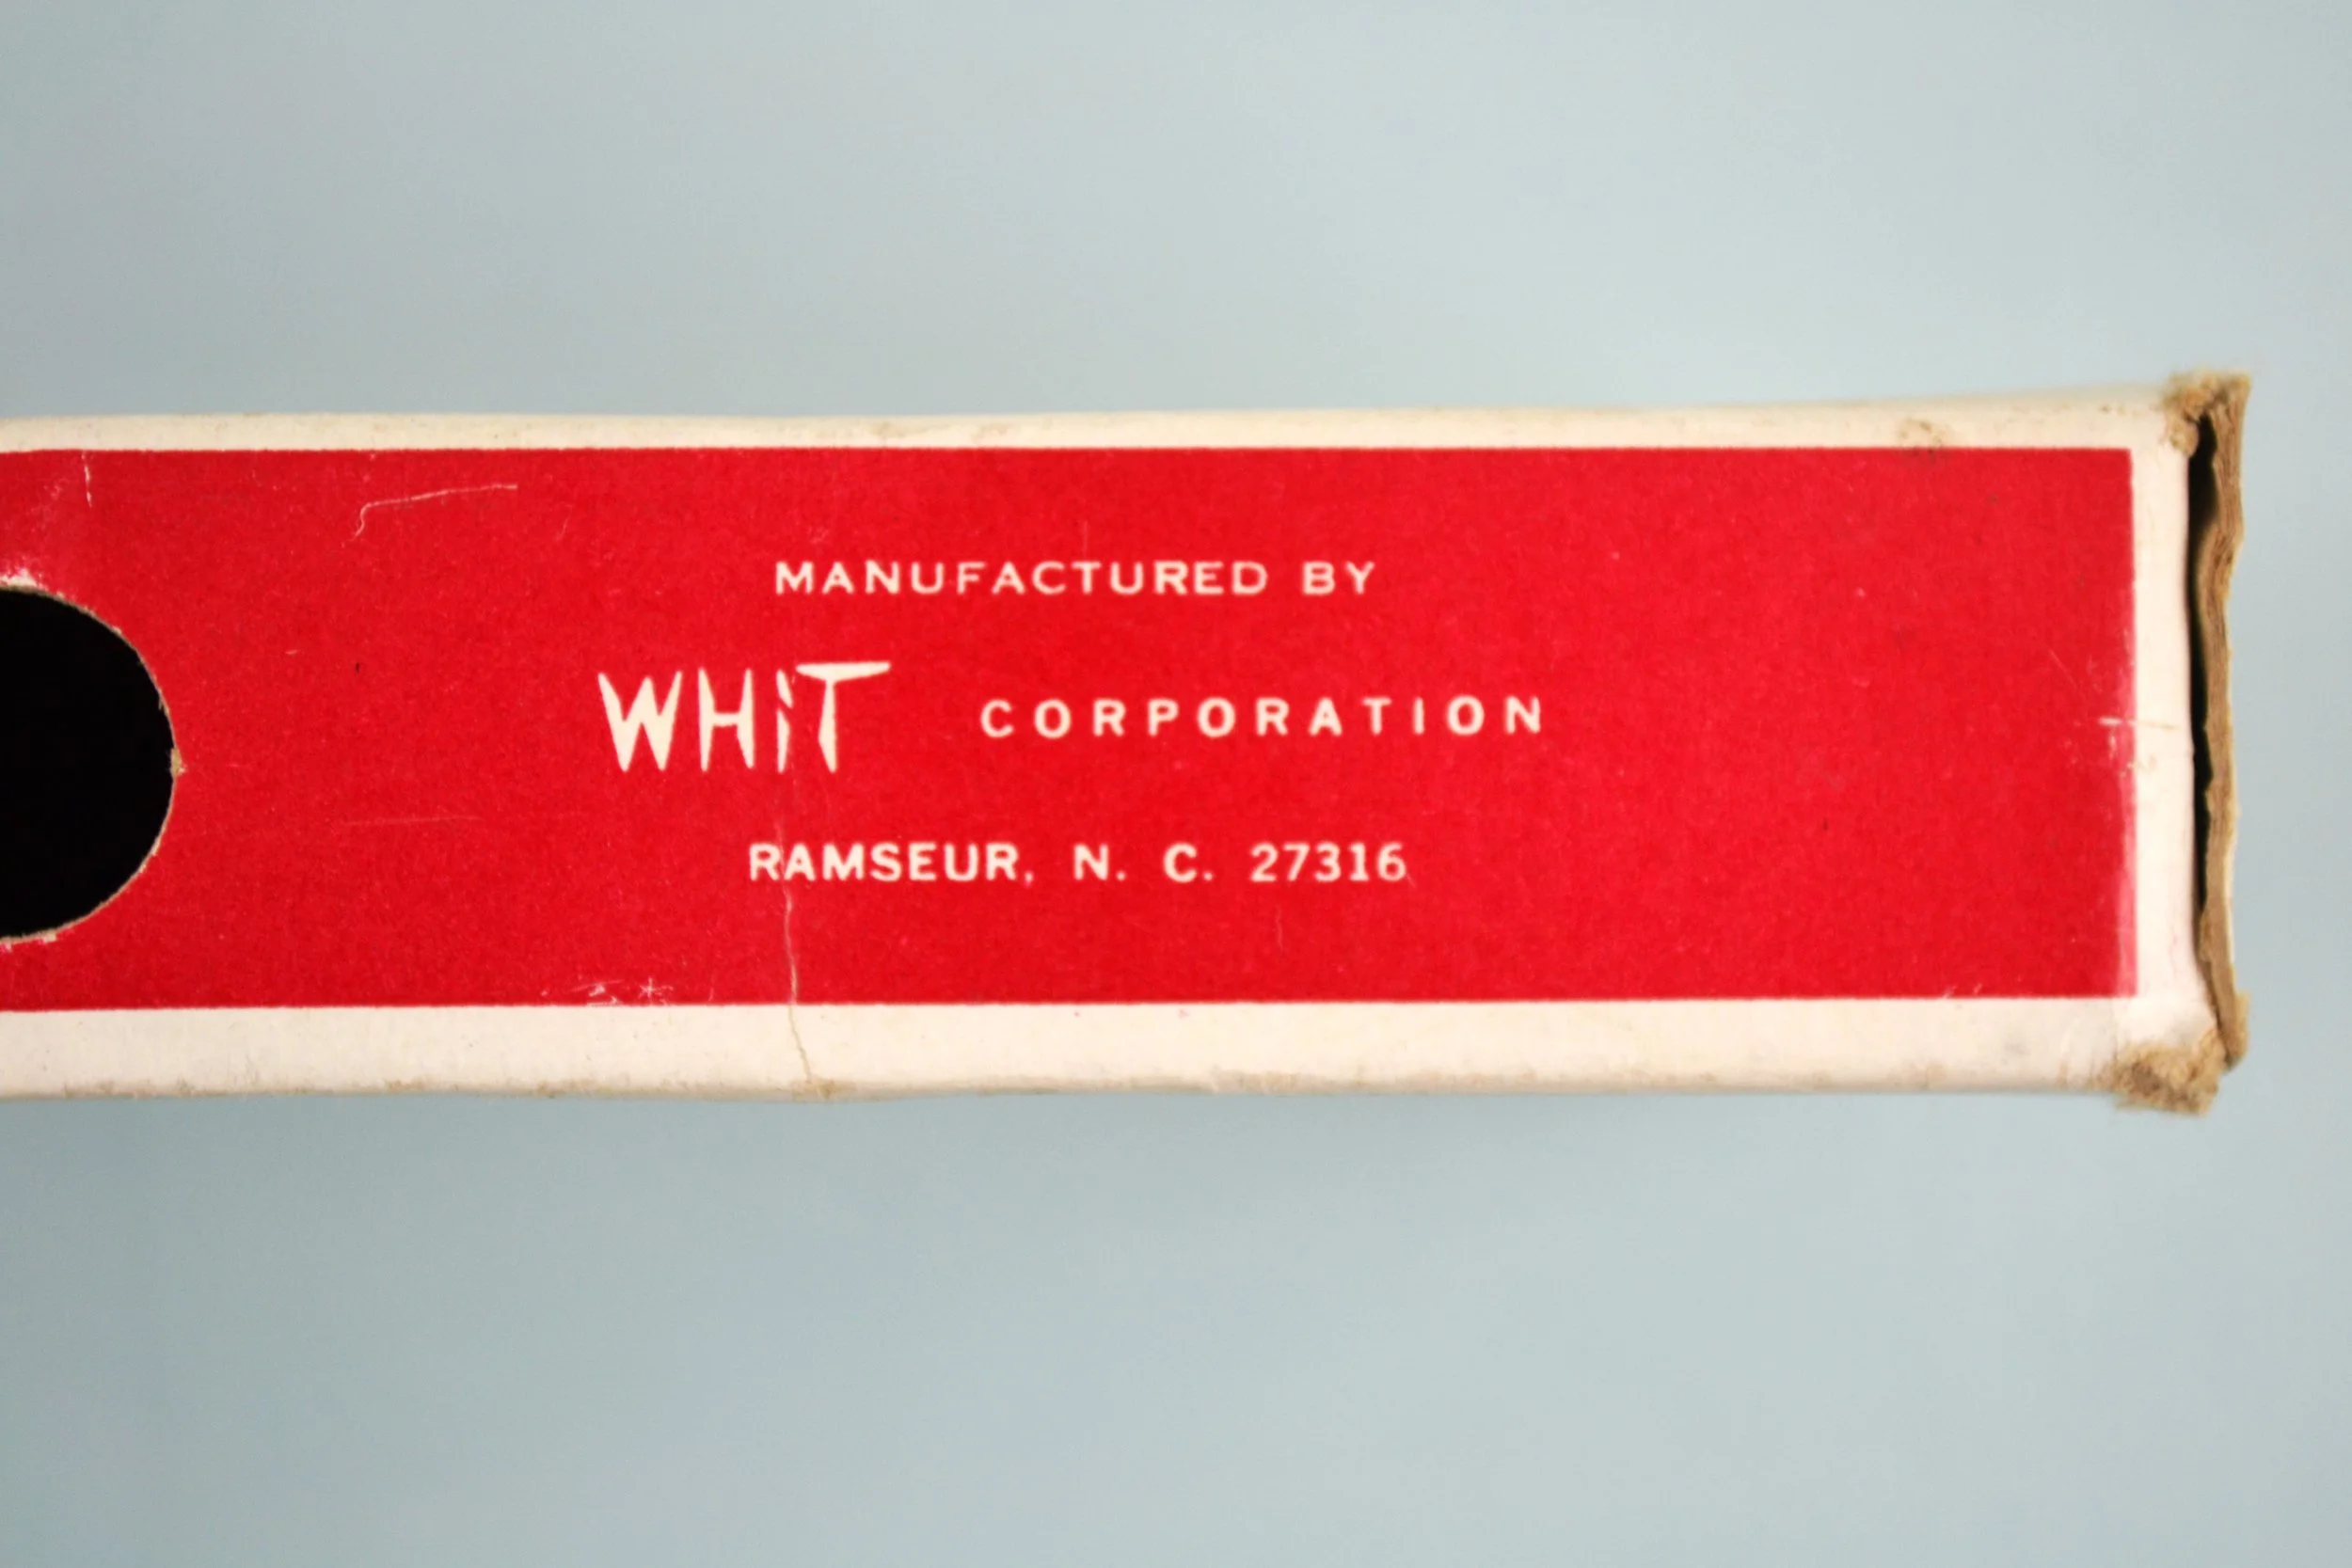 MANUFACTURED BY
WHiT CORPORATION
RAMSEUR, N. C. 27316